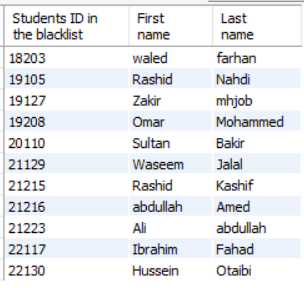 Students ID in the blacklist First name Last name
18203 waled farhan
19105 Rashid Nahdi
19127 Zakir mhjob
19208 Omar Mohammed
20110 Sultan Bakir
21129 Waseem Jalal
21215 Rashid Kashif
21216 abdullah Amed
21223 Ali abdullah
22117 Ibrahim Fahad
22130 Hussein Otaibi